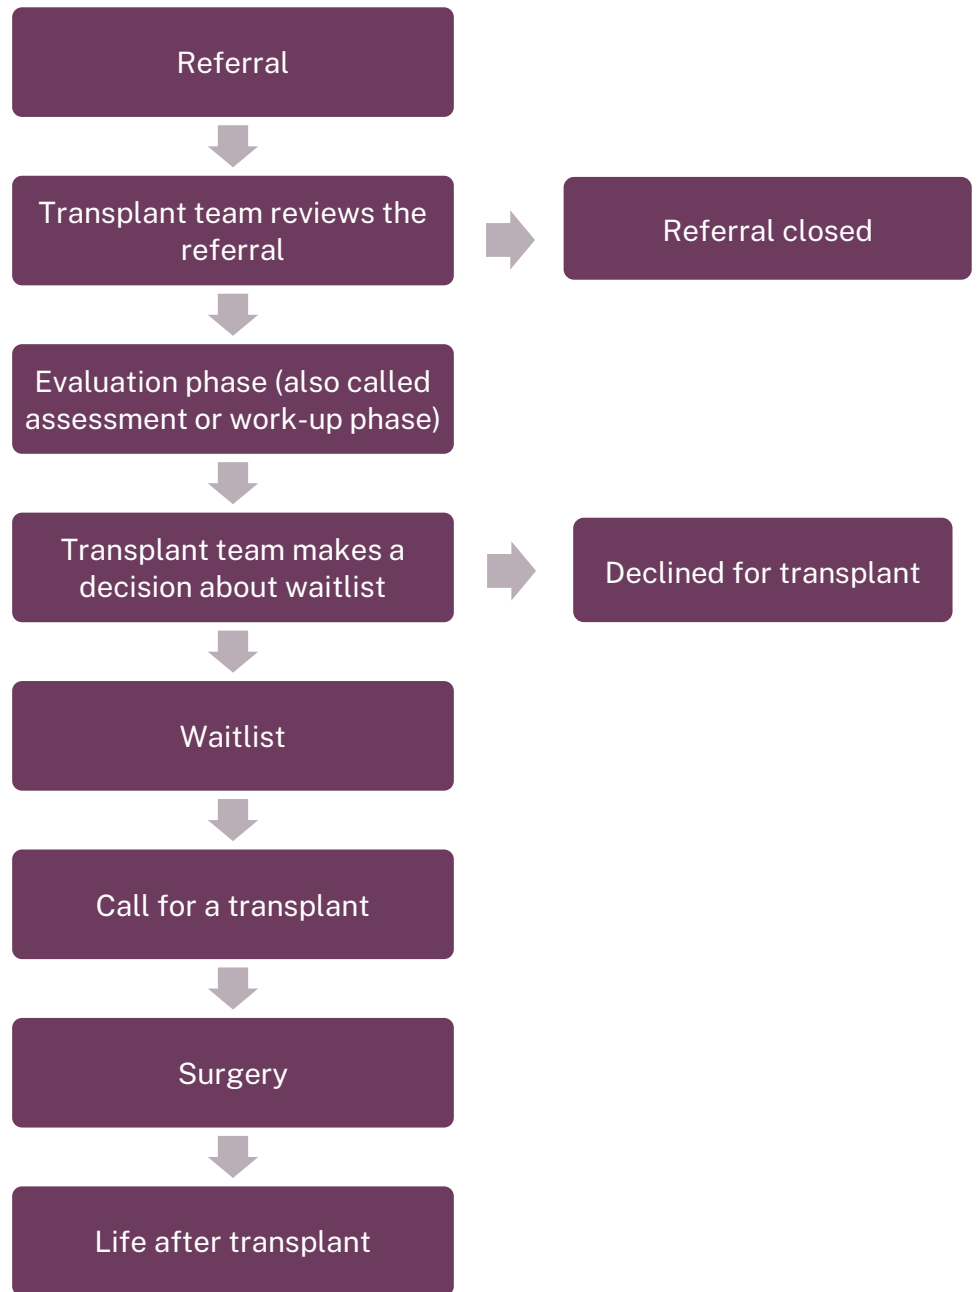 Referral
Transplant team reviews the
referral
Referral closed
Evaluation phase (also called
assessment or work-up phase)
Transplant team makes a
decision about waitlist
Declined for transplant
Waitlist
Call for a transplant
Surgery
Life after transplant